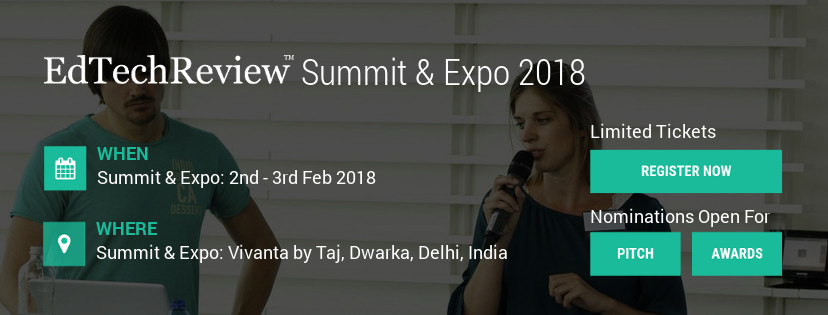 EdTechReview™ Summit & Expo 2018
WHEN
Summit & Expo: 2nd - 3rd Feb 2018
WHERE
Summit & Expo: Vivanta by Taj, Dwarka, Delhi, India
Limited Tickets
REGISTER NOW
Nominations Open For
PITCH
AWARDS